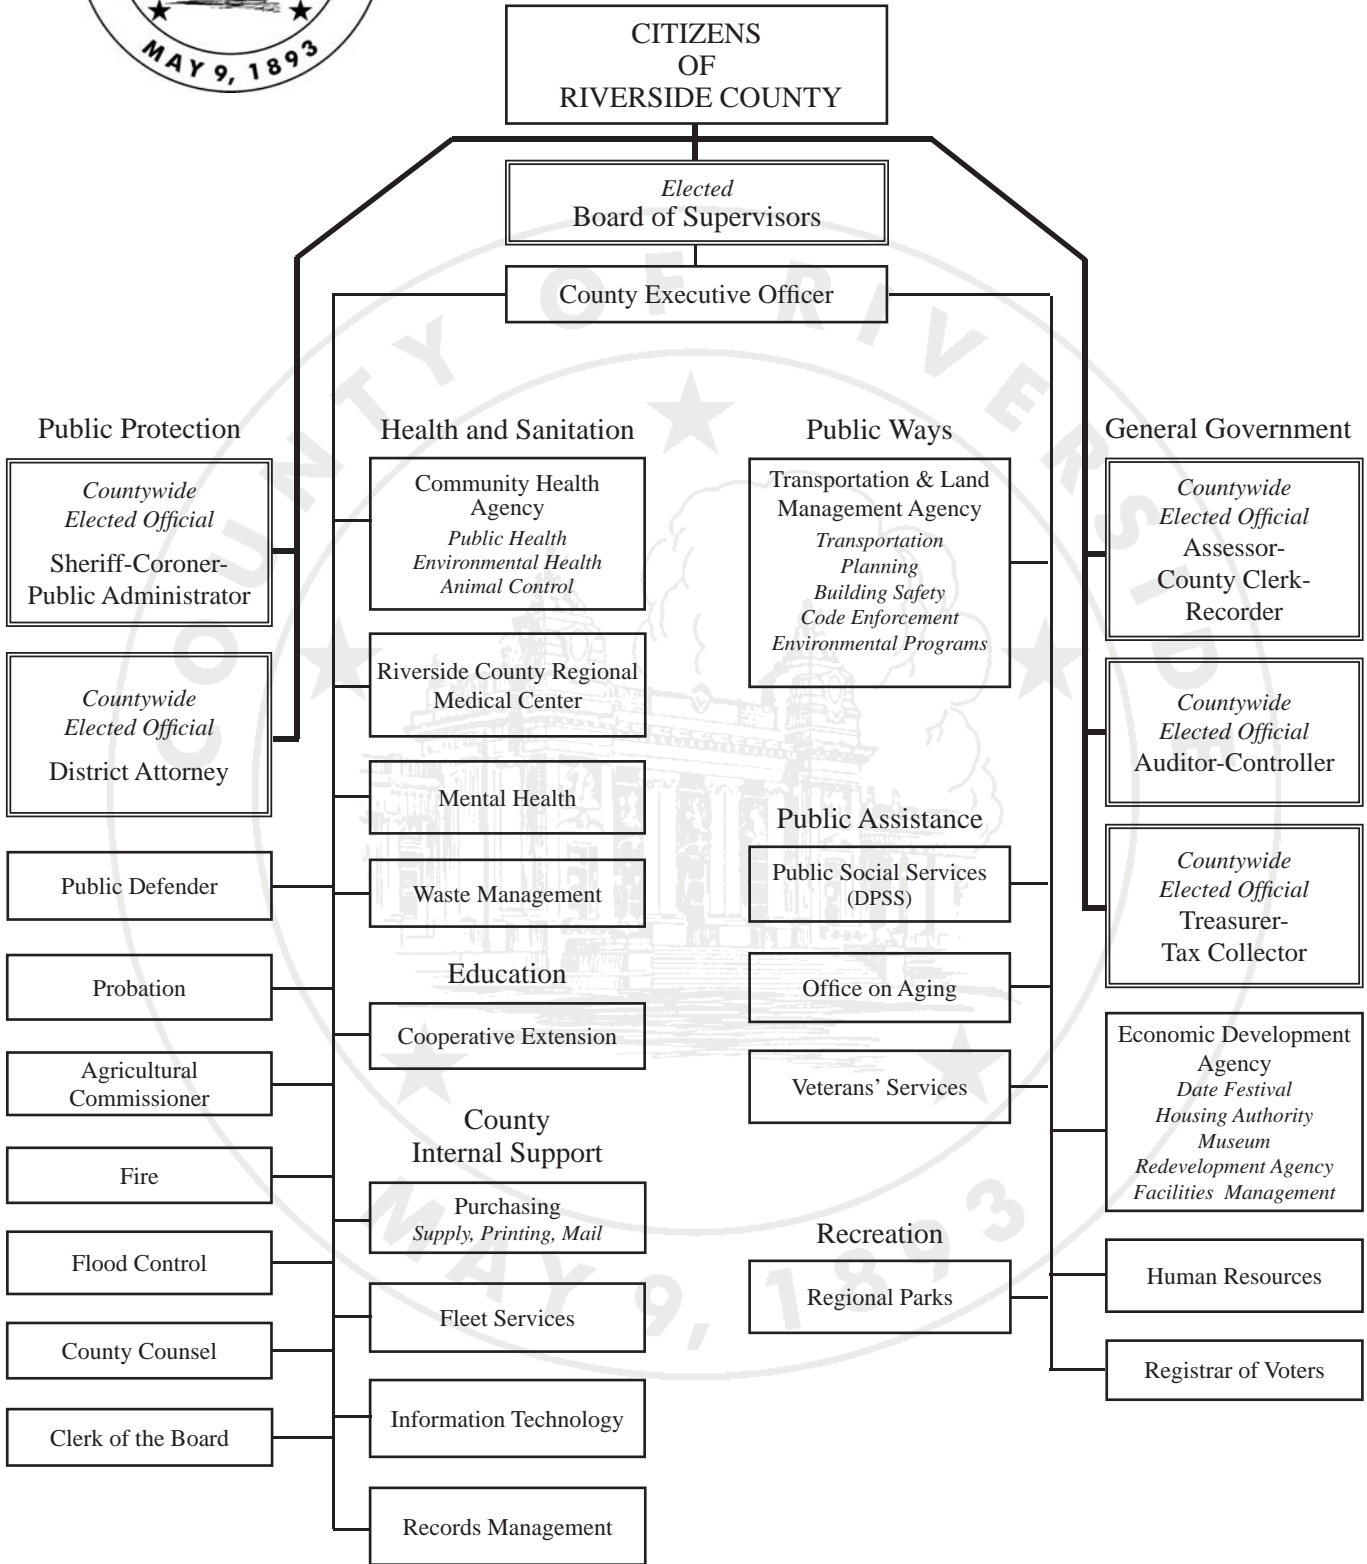 MAY 9, 1893
CITIZENS
OF
RIVERSIDE COUNTY
Elected
Board of Supervisors
County Executive Officer
Public Protection
Countywide
Elected Official
Sheriff-Coroner-
Public Administrator
Countywide
Elected Official
District Attorney
Public Defender
Probation
Agricultural
Commissioner
Fire
Flood Control
County Counsel
Clerk of the Board
Health and Sanitation
Community Health
Agency
Public Health
Environmental Health
Animal Control
Riverside County Regional
Medical Center
Mental Health
Waste Management
Education
Cooperative Extension
County
Internal Support
Purchasing
Supply, Printing, Mail
Fleet Services
Information Technology
Records Management
Public Ways
Transportation & Land
Management Agency
Transportation
Planning
Building Safety
Code Enforcement
Environmental Programs
Public Assistance
Public Social Services
(DPSS)
Office on Aging
Veterans’ Services
Recreation
Regional Parks
General Government
Countywide
Elected Official
Assessor-
County Clerk-
Recorder
Countywide
Elected Official
Auditor-Controller
Countywide
Elected Official
Treasurer-
Tax Collector
Economic Development
Agency
Date Festival
Housing Authority
Museum
Redevelopment Agency
Facilities Management
Human Resources
Registrar of Voters
COUNTY OF RIVERSIDE
MAY 9, 1893